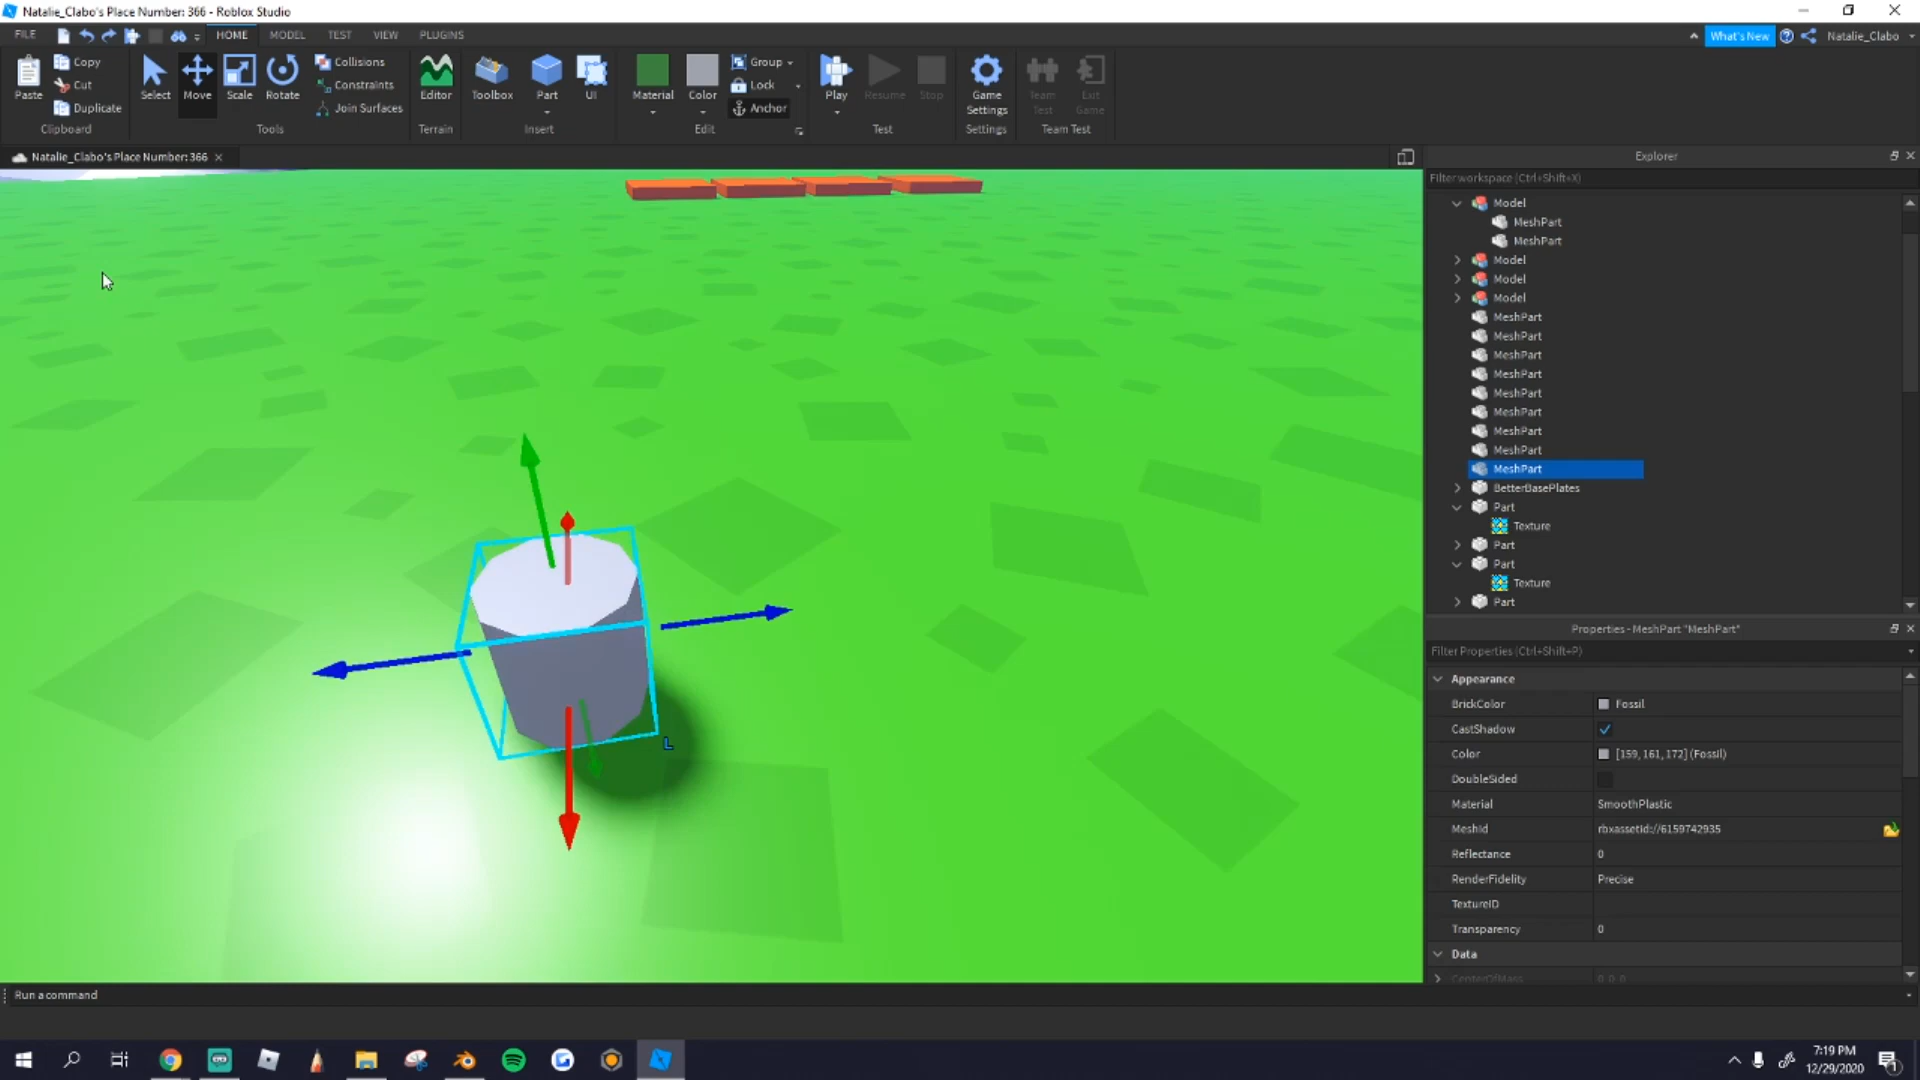 Natalie_Clabo's Place Number: 366 - Roblox Studio
FILE HOME MODEL TEST VIEW PLUGINS What's New Natalie_Clabo
Paste Copy Cut Duplicate
Clipboard
Select Move Scale Rotate Collisions Constraints Join Surfaces
Tools
Editor
Terrain
Toolbox Part UI
Insert
Material Color Group Lock Anchor
Edit
Play Resume Stop
Test
Game Settings
Settings
Team Test Exit Game
Team Test
Natalie_Clabo's Place Number: 366
L
Explorer
Filter workspace (Ctrl+Shift+X)
Model
MeshPart
MeshPart
Model
Model
Model
MeshPart
MeshPart
MeshPart
MeshPart
MeshPart
MeshPart
MeshPart
MeshPart
MeshPart
BetterBasePlates
Part
Texture
Part
Part
Texture
Part
Properties - MeshPart "MeshPart"
Filter Properties (Ctrl+Shift+P)
Appearance
BrickColor Fossil
CastShadow
Color [159, 161, 172] (Fossil)
DoubleSided
Material SmoothPlastic
MeshId rbxassetid://6159742935
Reflectance 0
RenderFidelity Precise
TextureID
Transparency 0
Data
CenterOfMass 0, 0, 0
Run a command
7:19 PM
12/29/2020
1